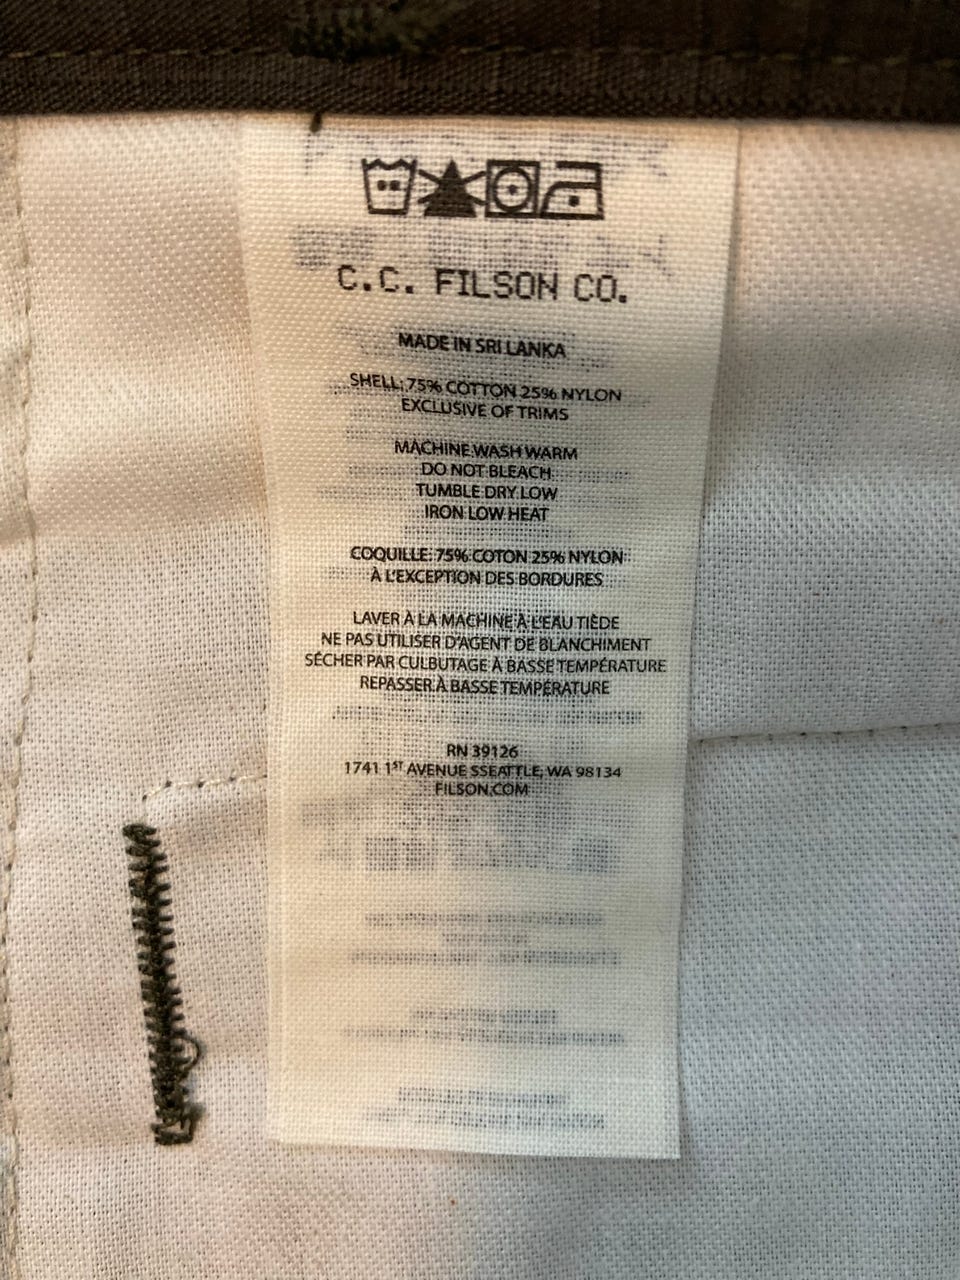 C.C. FILSON CO.
MADE IN SRI LANKA
SHELL: 75% COTTON 25% NYLON
EXCLUSIVE OF TRIMS
MACHINE WASH WARM
DO NOT BLEACH
TUMBLE DRY LOW
IRON LOW HEAT
COQUILLE: 75% COTON 25% NYLON
À L'EXCEPTION DES BORDURES
LAVER À LA MACHINE À L'EAU TIÈDE
NE PAS UTILISER D'AGENT DE BLANCHIMENT
SÉCHER PAR CULBUTAGE À BASSE TEMPÉRATURE
REPASSER À BASSE TEMPÉRATURE
RN 39126
1741 1ST AVENUE SSEATTLE, WA 98134
FILSON.COM